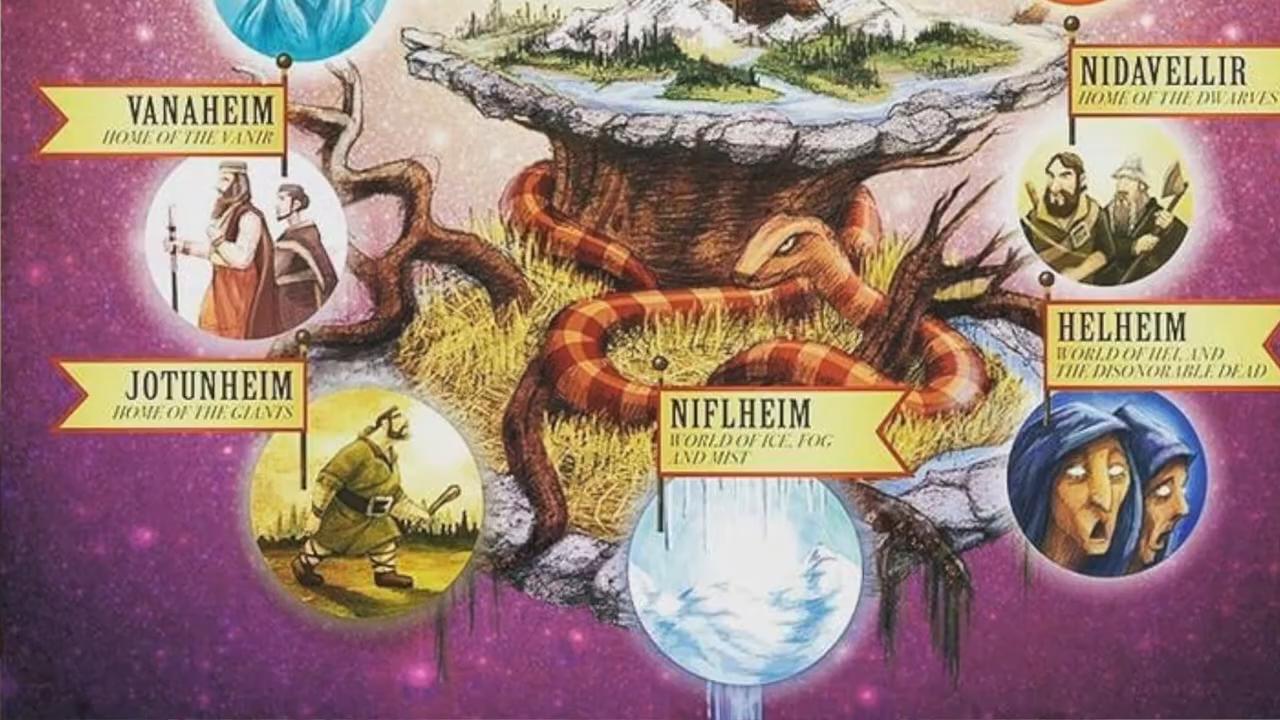 VANAHEIM
HOME OF THE VANIR
NIDAVELLIR
HOME OF THE DWARVES
JOTUNHEIM
HOME OF THE GIANTS
NIFLHEIM
WORLD OF ICE, FOG
AND MIST
HELHEIM
WORLD OF HEL AND
THE DISONORABLE DEAD